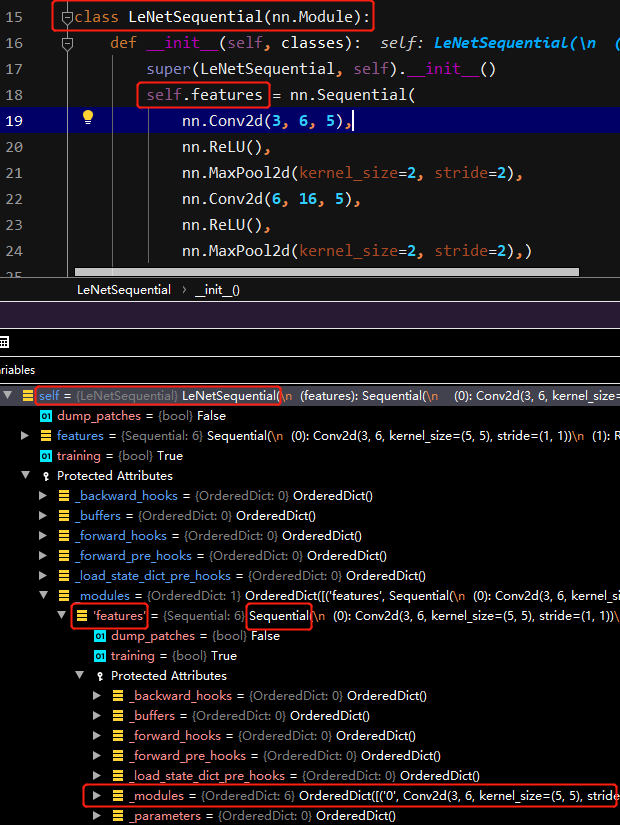 15 class LeNetSequential(nn.Module):
16 def __init__(self, classes): self: LeNetSequential(\n (
17 super(LeNetSequential, self).__init__()
18 self.features = nn.Sequential(
19 nn.Conv2d(3, 6, 5),
20 nn.ReLU(),
21 nn.MaxPool2d(kernel_size=2, stride=2),
22 nn.Conv2d(6, 16, 5),
23 nn.ReLU(),
24 nn.MaxPool2d(kernel_size=2, stride=2),)
LeNetSequential › __init__()
ariables
self = {LeNetSequential} LeNetSequential(\n (features): Sequential(\n (0): Conv2d(3, 6, kernel_size=
01 dump_patches = {bool} False
features = {Sequential: 6} Sequential(\n (0): Conv2d(3, 6, kernel_size=(5, 5), stride=(1, 1))\n (1): R
01 training = {bool} True
Protected Attributes
_backward_hooks = {OrderedDict: 0} OrderedDict()
_buffers = {OrderedDict: 0} OrderedDict()
_forward_hooks = {OrderedDict: 0} OrderedDict()
_forward_pre_hooks = {OrderedDict: 0} OrderedDict()
_load_state_dict_pre_hooks = {OrderedDict: 0} OrderedDict()
_modules = {OrderedDict: 1} OrderedDict([('features', Sequential(\n (0): Conv2d(3, 6, kernel_size=
'features' = {Sequential: 6} Sequential(\n (0): Conv2d(3, 6, kernel_size=(5, 5), stride=(1, 1))\
01 dump_patches = {bool} False
01 training = {bool} True
Protected Attributes
_backward_hooks = {OrderedDict: 0} OrderedDict()
_buffers = {OrderedDict: 0} OrderedDict()
_forward_hooks = {OrderedDict: 0} OrderedDict()
_forward_pre_hooks = {OrderedDict: 0} OrderedDict()
_load_state_dict_pre_hooks = {OrderedDict: 0} OrderedDict()
_modules = {OrderedDict: 6} OrderedDict([('0', Conv2d(3, 6, kernel_size=(5, 5), stride
_parameters = {OrderedDict: 0} OrderedDict()